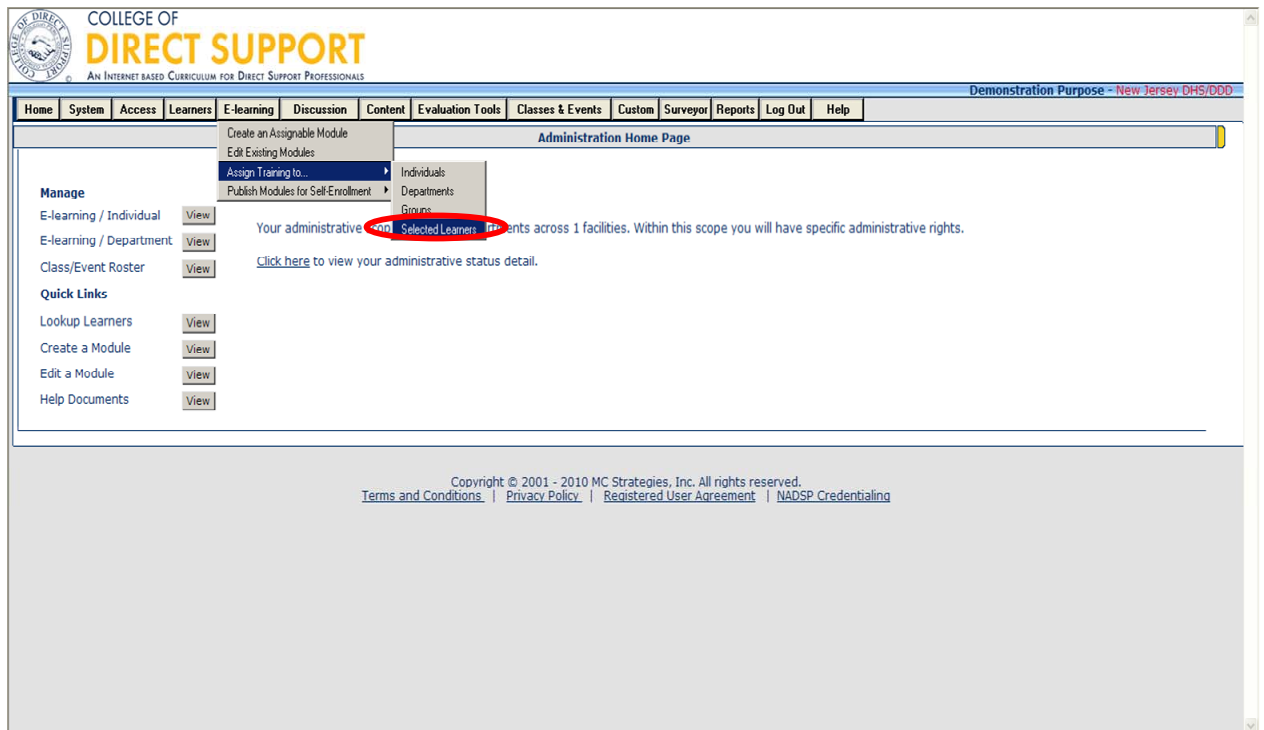 COLLEGE OF
DIRECT SUPPORT
AN INTERNET BASED CURRICULUM FOR DIRECT SUPPORT PROFESSIONALS
Demonstration Purpose - New Jersey DHS/DDD
Home System Access Learners E-learning Discussion Content Evaluation Tools Classes & Events Custom Surveyor Reports Log Out Help
Administration Home Page
Create an Assignable Module
Edit Existing Modules
Assign Training to...
Publish Modules for Self-Enrollment
Individuals
Departments
Groups
Selected Learners
Manage
E-learning / Individual View
E-learning / Department View
Class/Event Roster View
Quick Links
Lookup Learners View
Create a Module View
Edit a Module View
Help Documents View
Your administrative ents across 1 facilities. Within this scope you will have specific administrative rights.
Click here to view your administrative status detail.
Copyright © 2001 - 2010 MC Strategies, Inc. All rights reserved.
Terms and Conditions | Privacy Policy | Registered User Agreement | NADSP Credentialing